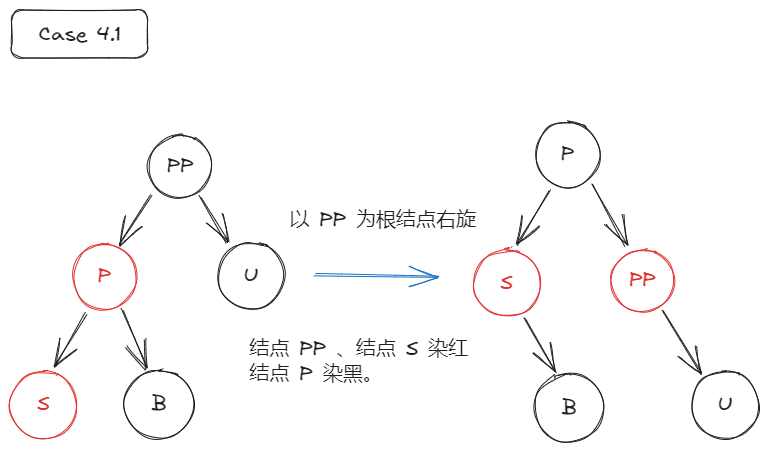 Case 4.1
PP
P
U
S
B
以 PP 为根结点右旋
结点 PP 、结点 S 染红
结点 P 染黑。
P
S
PP
B
U